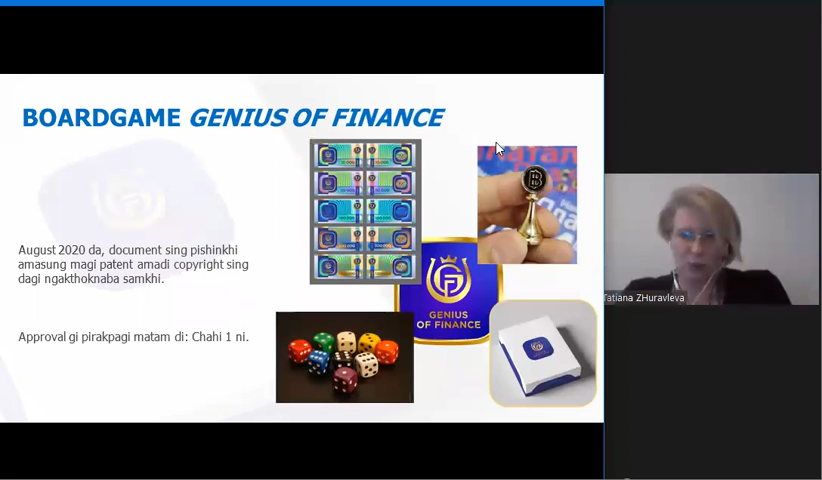 BOARDGAME GENIUS OF FINANCE
August 2020 da, document sing pishinkhi
amasung magi patent amadi copyright sing
dagi ngakthoknaba samkhi.
Approval gi pirakpagi matam di: Chahi 1 ni.
GENIUS
OF FINANCE
Tatiana ZHuravleva